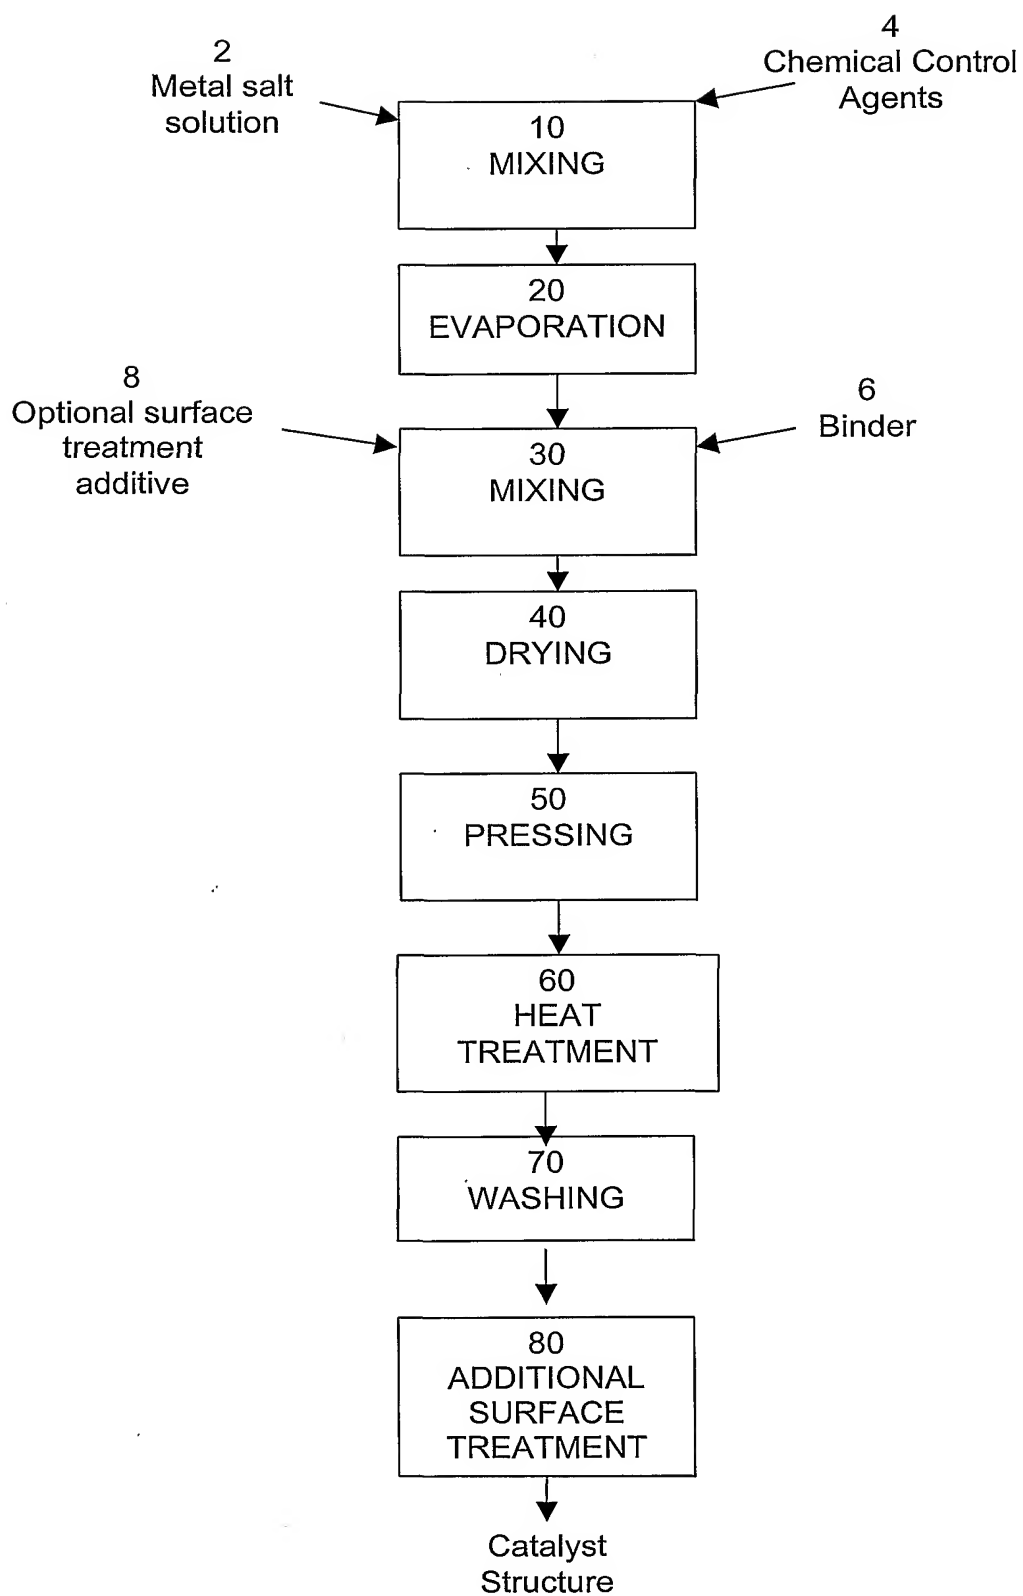 2
Metal salt
solution
4
Chemical Control
Agents
10
MIXING
20
EVAPORATION
8
Optional surface
treatment
additive
6
Binder
30
MIXING
40
DRYING
50
PRESSING
60
HEAT
TREATMENT
70
WASHING
80
ADDITIONAL
SURFACE
TREATMENT
Catalyst
Structure